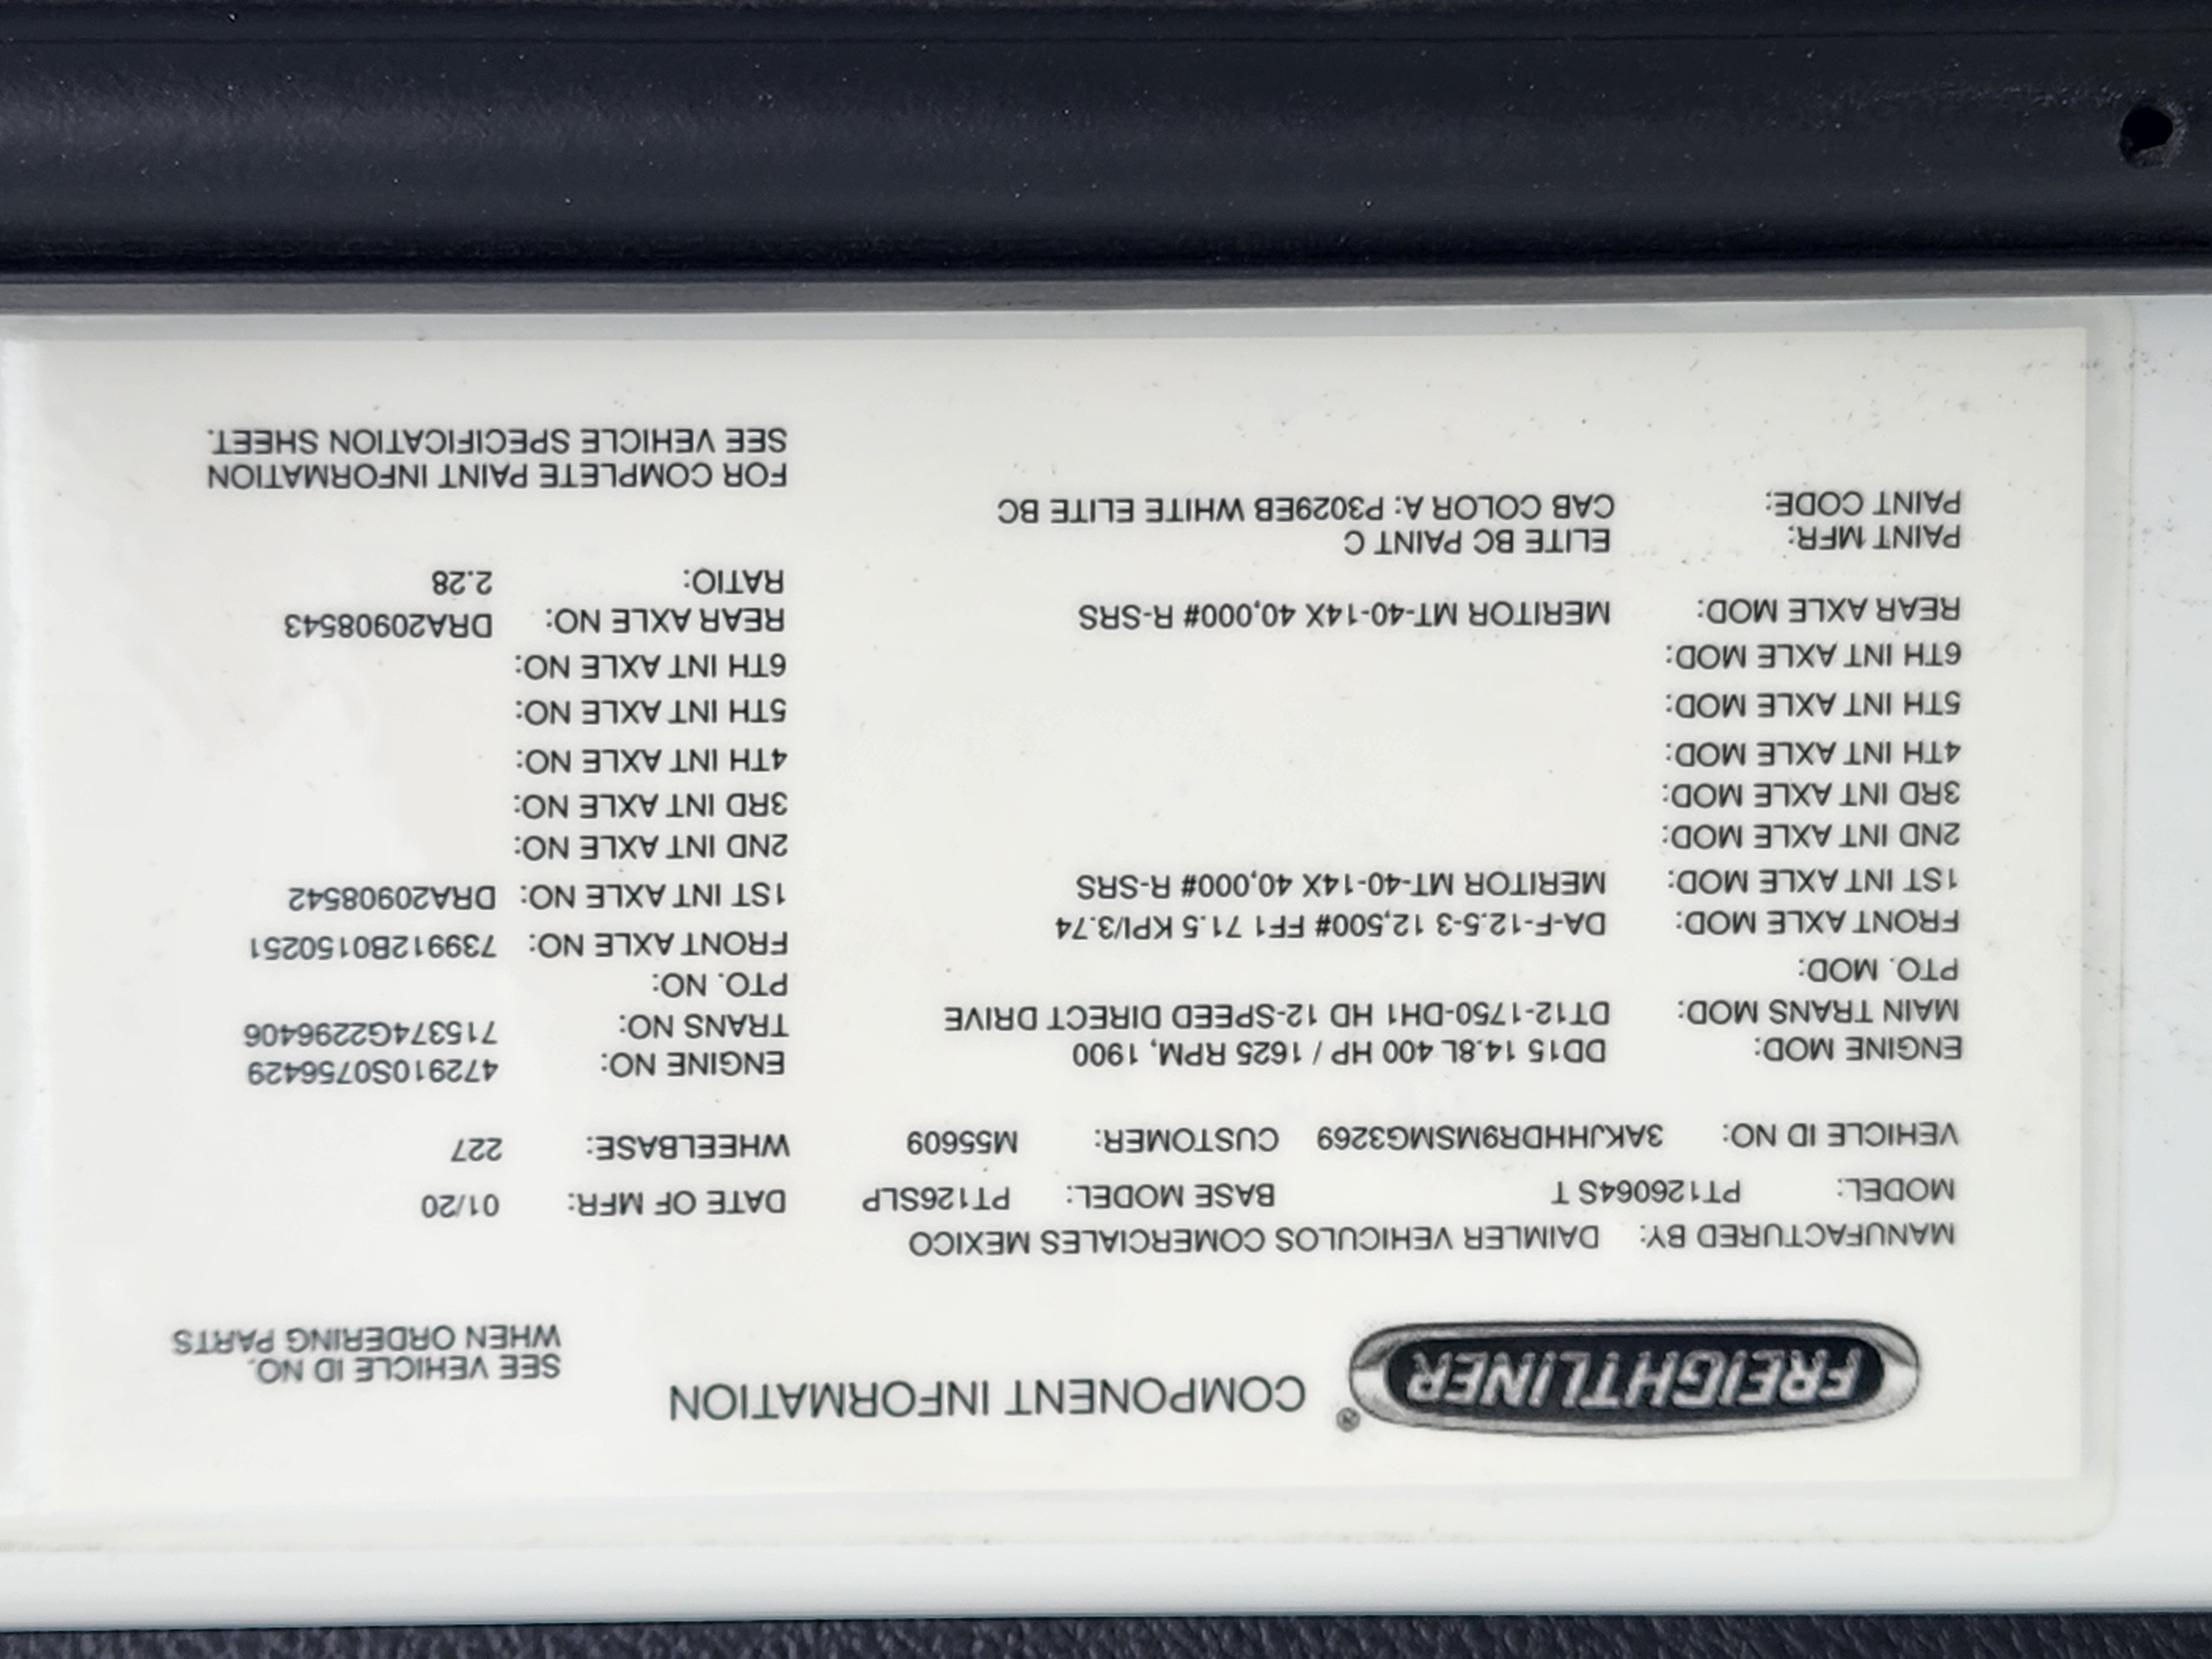 FREIGHTLINER ® COMPONENT INFORMATION
SEE VEHICLE ID NO.
WHEN ORDERING PARTS
MANUFACTURED BY: DAIMLER VEHICULOS COMERCIALES MEXICO
MODEL: PT126064S T BASE MODEL: PT126SLP DATE OF MFR: 01/20
VEHICLE ID NO: 3AKJHHDR9MSMG3269 CUSTOMER: M55609 WHEELBASE: 227
ENGINE MOD: DD15 14.8L 400 HP / 1625 RPM, 1900 ENGINE NO: 472910S0756429
MAIN TRANS MOD: DT12-1750-DH1 HD 12-SPEED DIRECT DRIVE TRANS NO: 715374G2296406
PTO. MOD: PTO. NO:
FRONT AXLE MOD: DA-F-12.5-3 12,500# FF1 71.5 KPI/3.74 FRONT AXLE NO: 739912B0150251
1ST INT AXLE MOD: MERITOR MT-40-14X 40,000# R-SRS 1ST INT AXLE NO: DRA20908542
2ND INT AXLE MOD: 2ND INT AXLE NO:
3RD INT AXLE MOD: 3RD INT AXLE NO:
4TH INT AXLE MOD: 4TH INT AXLE NO:
5TH INT AXLE MOD: 5TH INT AXLE NO:
6TH INT AXLE MOD: 6TH INT AXLE NO:
REAR AXLE MOD: MERITOR MT-40-14X 40,000# R-SRS REAR AXLE NO: DRA20908543
RATIO: 2.28
PAINT MFR: ELITE BC PAINT C
PAINT CODE: CAB COLOR A: P3029EB WHITE ELITE BC
FOR COMPLETE PAINT INFORMATION
SEE VEHICLE SPECIFICATION SHEET.